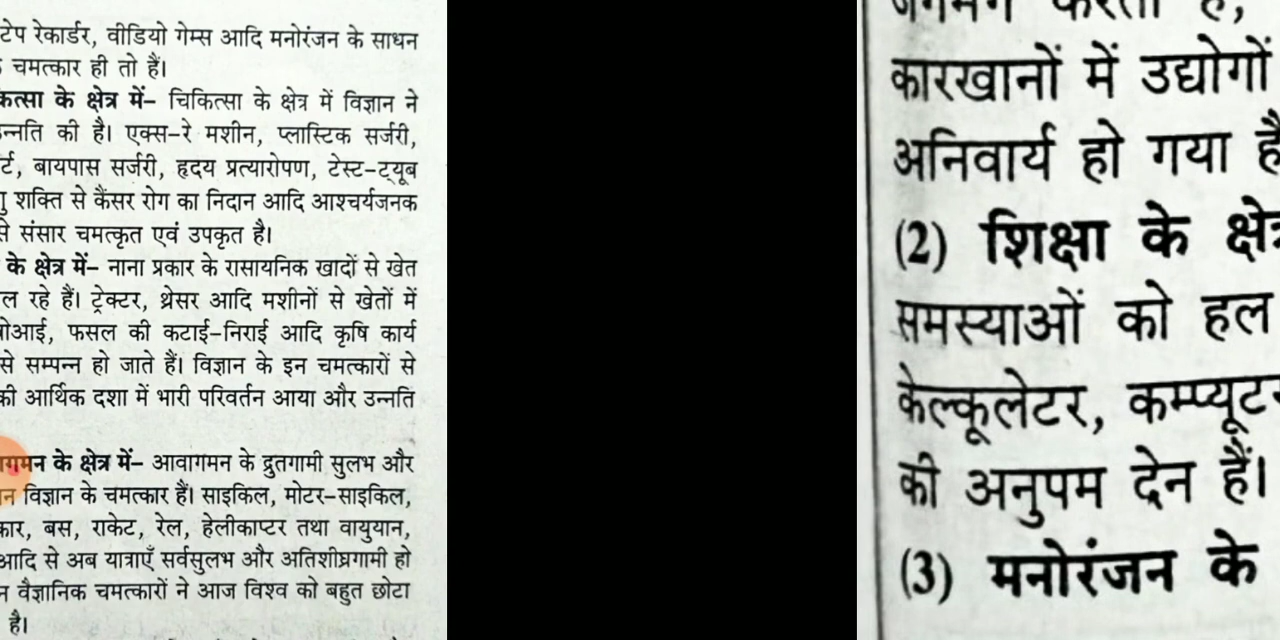 टेप रेकार्डर, वीडियो गेम्स आदि मनोरंजन के साधन
चमत्कार ही तो हैं।
के क्षेत्र में– चिकित्सा के क्षेत्र में विज्ञान ने
की है। एक्स–रे मशीन, प्लास्टिक सर्जरी,
बायपास सर्जरी, हृदय प्रत्यारोपण, टेस्ट–ट्यूब
शक्ति से कैंसर रोग का निदान आदि आश्चर्यजनक
से संसार चमत्कृत एवं उपकृत है।
के क्षेत्र में– नाना प्रकार के रासायनिक खादों से खेत
रहे हैं। ट्रेक्टर, थ्रेसर आदि मशीनों से खेतों में
फसल की कटाई–निराई आदि कृषि कार्य
से सम्पन्न हो जाते हैं। विज्ञान के इन चमत्कारों से
की आर्थिक दशा में भारी परिवर्तन आया और उन्नति
के क्षेत्र में– आवागमन के द्रुतगामी सुलभ और
विज्ञान के चमत्कार हैं। साइकिल, मोटर–साइकिल,
कार, बस, राकेट, रेल, हेलीकाप्टर तथा वायुयान,
आदि से अब यात्राएँ सर्वसुलभ और अतिशीघ्रगामी हो
वैज्ञानिक चमत्कारों ने आज विश्व को बहुत छोटा
है।
कारखानों में उद्योगों
अनिवार्य हो गया है
(2) शिक्षा के
समस्याओं को हल
केल्कूलेटर, कम्प्यूटर
की अनुपम देन हैं।
(3) मनोरंजन के